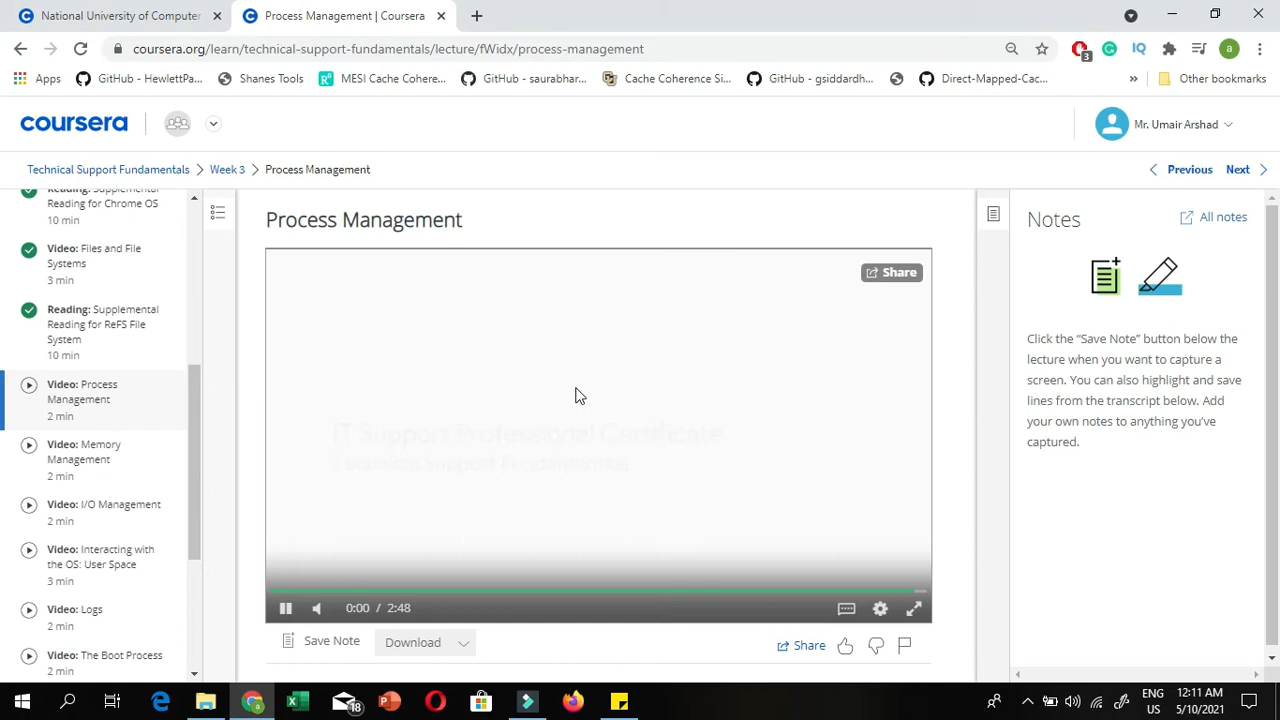 National University of Computer
Process Management | Coursera
coursera.org/learn/technical-support-fundamentals/lecture/fWidx/process-management
3
IQ
a
Apps
GitHub - HewlettPa...
Shanes Tools
MESI Cache Cohere...
GitHub - saurabhar...
Cache Coherence Si...
GitHub - gsiddardh...
Direct-Mapped-Cac...
»
Other bookmarks
coursera
Mr. Umair Arshad
Technical Support Fundamentals
Week 3
Process Management
Previous
Next
Reading: Supplemental
Reading for Chrome OS
10 min
Video: Files and File
Systems
3 min
Reading: Supplemental
Reading for ReFS File
System
10 min
Video: Process
Management
2 min
Video: Memory
Management
2 min
Video: I/O Management
2 min
Video: Interacting with
the OS: User Space
3 min
Video: Logs
2 min
Video: The Boot Process
2 min
Process Management
Share
IT Support Professional Certificate
Technical Support Fundamentals
0:00 / 2:48
Save Note
Download
Share
Notes
All notes
Click the “Save Note” button below the
lecture when you want to capture a
screen. You can also highlight and save
lines from the transcript below. Add
your own notes to anything you’ve
captured.
18
ENG
US
12:11 AM
5/10/2021